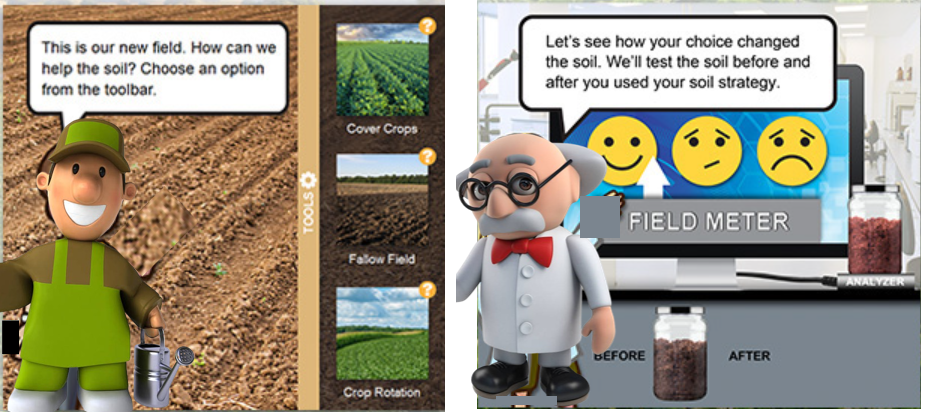 This is our new field. How can we
help the soil? Choose an option
from the toolbar.
TOOLS
?
Cover Crops
?
Fallow Field
?
Crop Rotation
Let's see how your choice changed
the soil. We'll test the soil before and
after you used your soil strategy.
FIELD METER
ANALYZER
BEFORE
AFTER